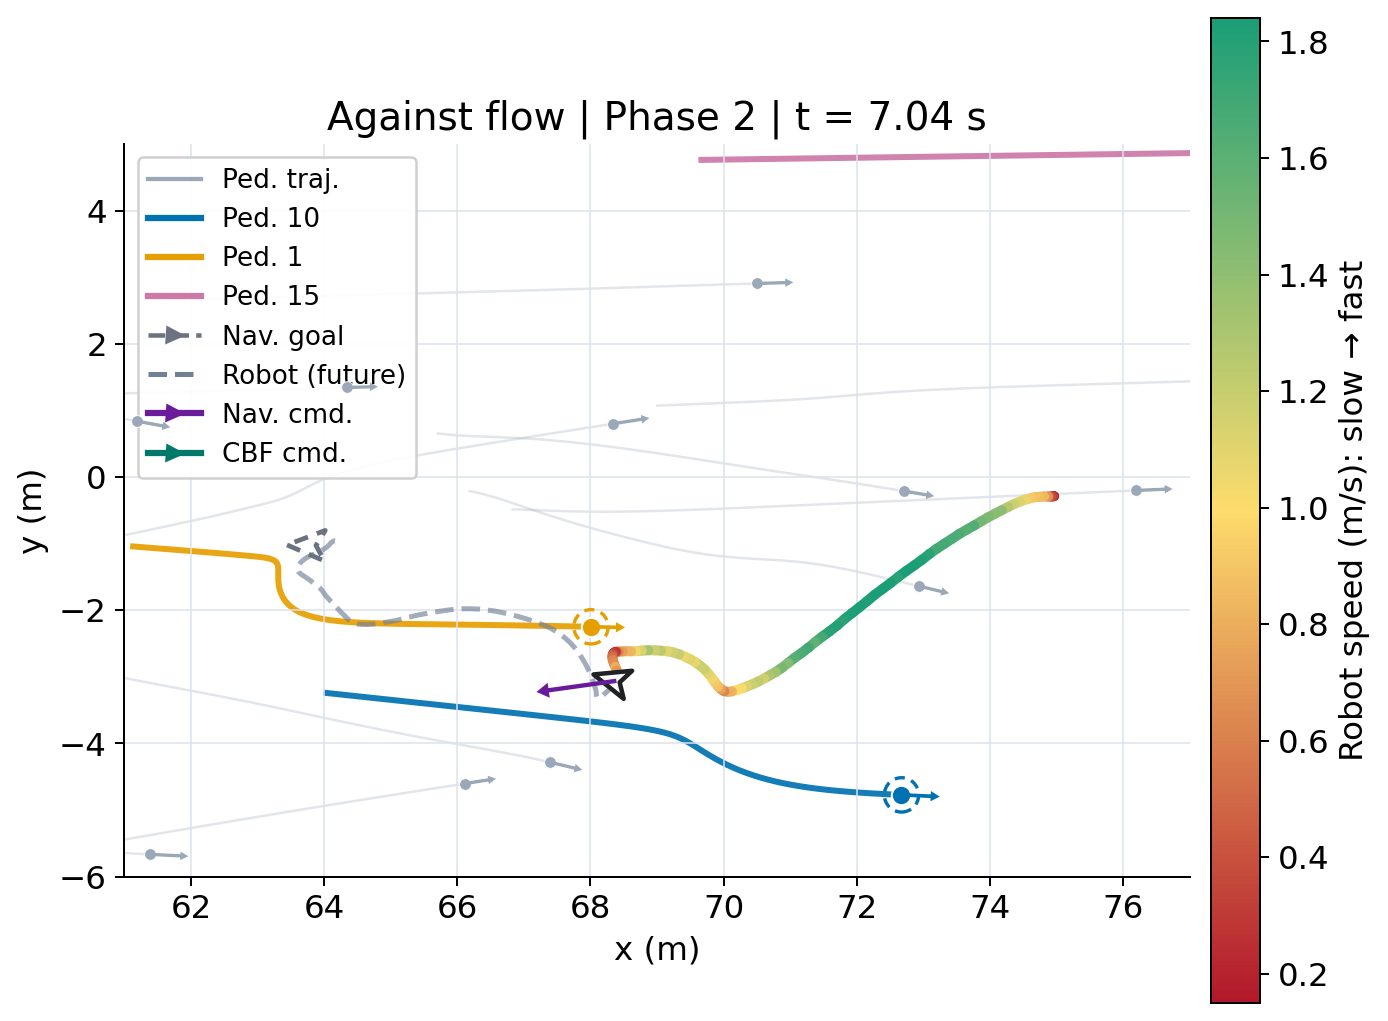 Against flow | Phase 2 | t = 7.04 s
Ped. traj.
Ped. 10
Ped. 1
Ped. 15
Nav. goal
Robot (future)
Nav. cmd.
CBF cmd.
y (m)
4
2
0
−2
−4
−6
62 64 66 68 70 72 74 76
x (m)
1.8
1.6
1.4
1.2
1.0
0.8
0.6
0.4
0.2
Robot speed (m/s): slow → fast